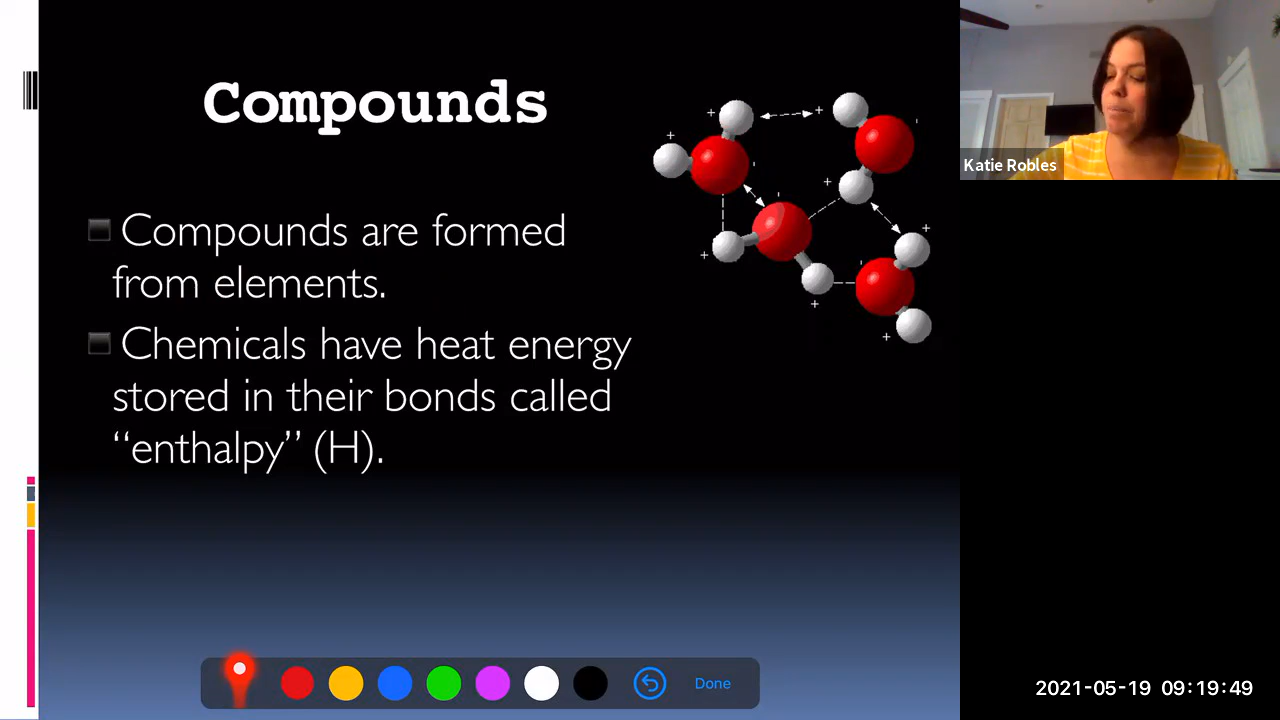 Compounds
Compounds are formed
from elements.
Chemicals have heat energy
stored in their bonds called
“enthalpy” (H).
Done
Katie Robles
2021-05-19 09:19:49